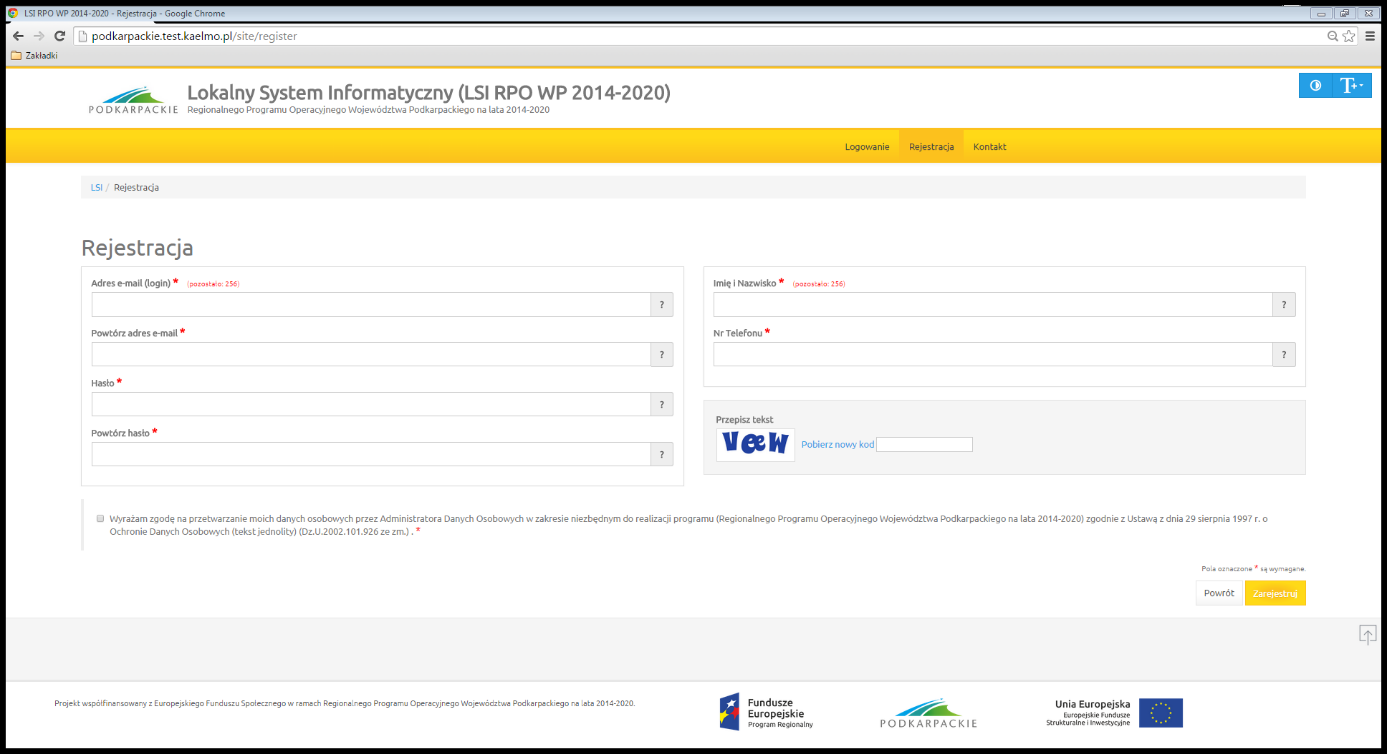 LSI RPO WP 2014-2020 - Rejestracja - Google Chrome
podkarpackie.test.kaelmo.pl/site/register
Zakładki
PODKARPACKIE
Lokalny System Informatyczny (LSI RPO WP 2014-2020)
Regionalnego Programu Operacyjnego Województwa Podkarpackiego na lata 2014-2020
T+
Logowanie Rejestracja Kontakt
LSI / Rejestracja
Rejestracja
Adres e-mail (login) * (pozostało: 256)
?
Powtórz adres e-mail *
?
Hasło *
?
Powtórz hasło *
?
Imię i Nazwisko * (pozostało: 256)
?
Nr Telefonu *
?
Przepisz tekst
Pobierz nowy kod
Wyrażam zgodę na przetwarzanie moich danych osobowych przez Administratora Danych Osobowych w zakresie niezbędnym do realizacji programu (Regionalnego Programu Operacyjnego Województwa Podkarpackiego na lata 2014-2020) zgodnie z Ustawą z dnia 29 sierpnia 1997 r. o
Ochronie Danych Osobowych (tekst jednolity) (Dz.U.2002.101.926 ze zm.) . *
Pola oznaczone * są wymagane.
Powrót Zarejestruj
Projekt współfinansowany z Europejskiego Funduszu Społecznego w ramach Regionalnego Programu Operacyjnego Województwa Podkarpackiego na lata 2014-2020.
Fundusze
Europejskie
Program Regionalny
PODKARPACKIE
Unia Europejska
Europejskie Fundusze
Strukturalne i Inwestycyjne